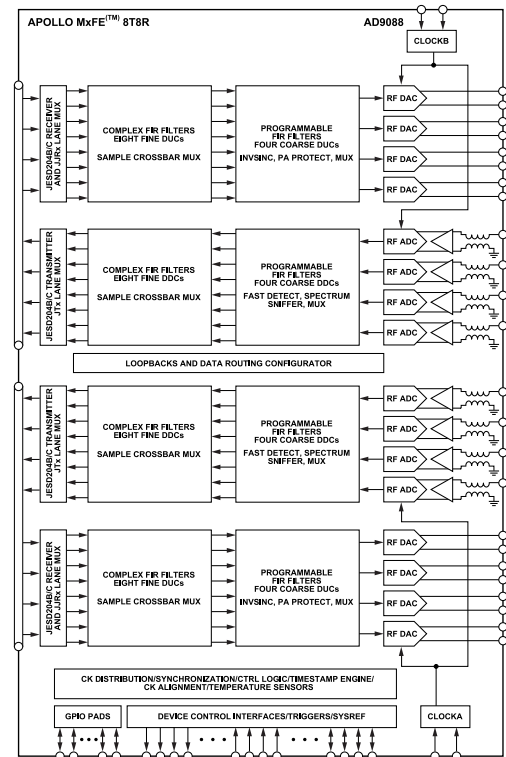 APOLLO MxFE(TM) 8T8R
AD9088
CLOCKB
JESD204B/C RECEIVER
AND JJRx LANE MUX
COMPLEX FIR FILTERS
EIGHT FINE DUCs
SAMPLE CROSSBAR MUX
PROGRAMMABLE
FIR FILTERS
FOUR COARSE DUCs
INVSINC, PA PROTECT, MUX
RF DAC
RF DAC
RF DAC
RF DAC
JESD204B/C TRANSMITTER
JTx LANE MUX
COMPLEX FIR FILTERS
EIGHT FINE DDCs
SAMPLE CROSSBAR MUX
PROGRAMMABLE
FIR FILTERS
FOUR COARSE DDCs
FAST DETECT, SPECTRUM
SNIFFER, MUX
RF ADC
RF ADC
RF ADC
RF ADC
LOOPBACKS AND DATA ROUTING CONFIGURATOR
JESD204B/C TRANSMITTER
JTx LANE MUX
COMPLEX FIR FILTERS
EIGHT FINE DDCs
SAMPLE CROSSBAR MUX
PROGRAMMABLE
FIR FILTERS
FOUR COARSE DDCs
FAST DETECT, SPECTRUM
SNIFFER, MUX
RF ADC
RF ADC
RF ADC
RF ADC
JESD204B/C RECEIVER
AND JJRx LANE MUX
COMPLEX FIR FILTERS
EIGHT FINE DUCs
SAMPLE CROSSBAR MUX
PROGRAMMABLE
FIR FILTERS
FOUR COARSE DUCs
INVSINC, PA PROTECT, MUX
RF DAC
RF DAC
RF DAC
RF DAC
CK DISTRIBUTION/SYNCHRONIZATION/CTRL LOGIC/TIMESTAMP ENGINE/
CK ALIGNMENT/TEMPERATURE SENSORS
GPIO PADS
DEVICE CONTROL INTERFACES/TRIGGERS/SYSREF
CLOCKA